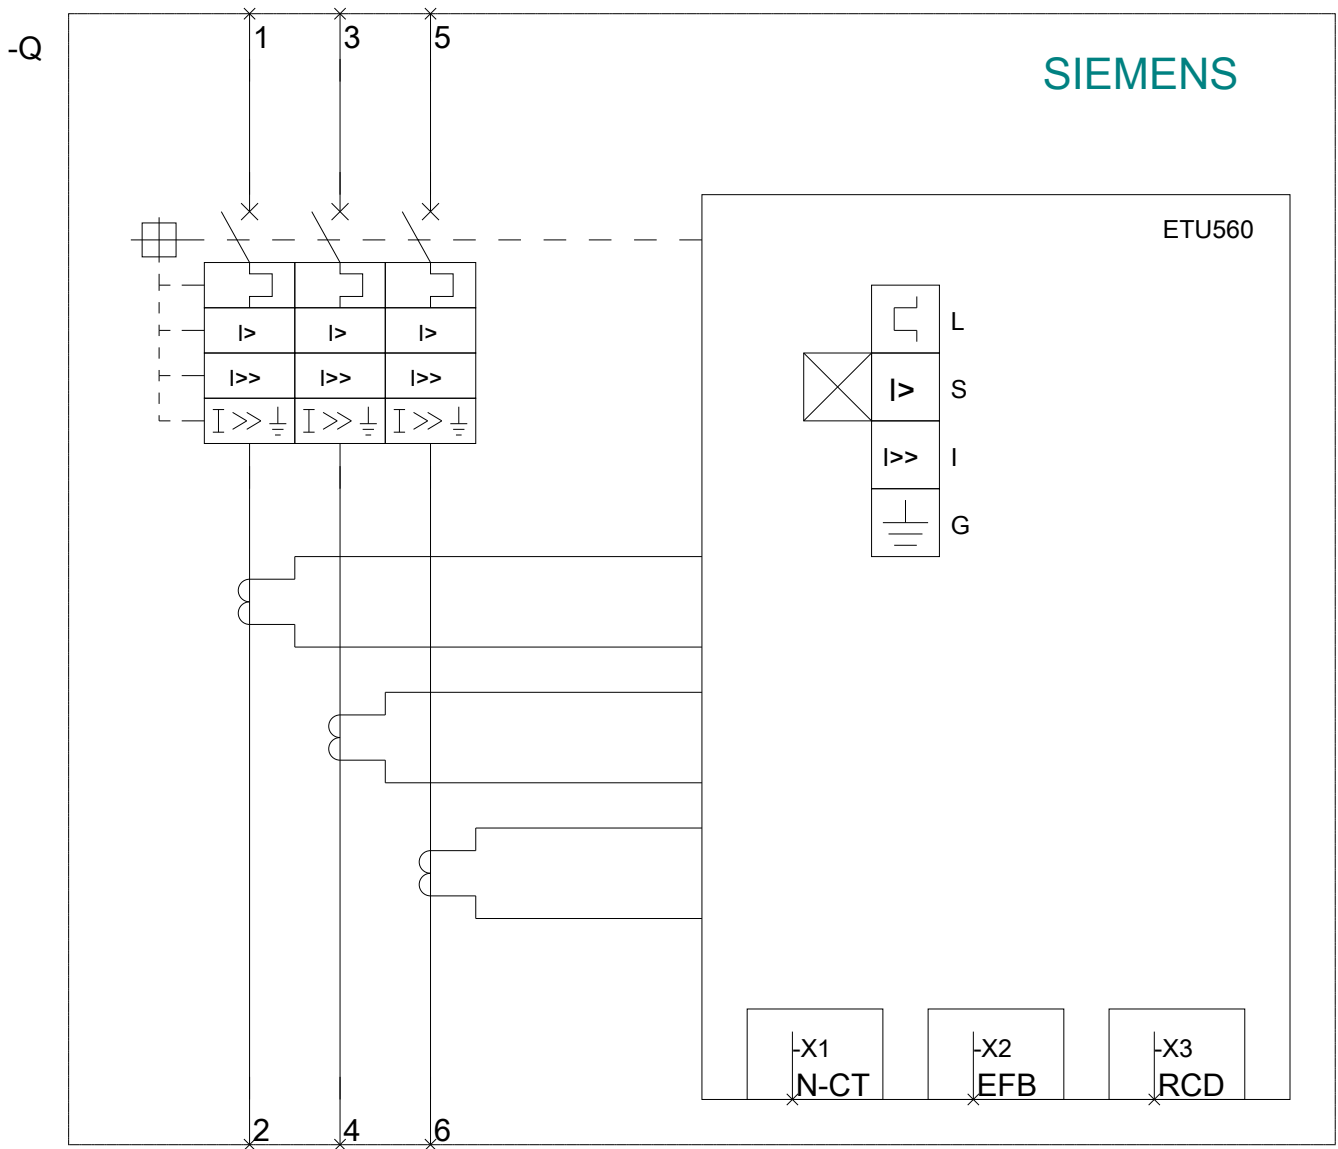 -Q
1 3 5
SIEMENS
ETU560
I> I> I>
I>> I>> I>>
I>> I>> I>>
L
I> S
I>> I
G
-X1 -X2 -X3
N-CT EFB RCD
2 4 6